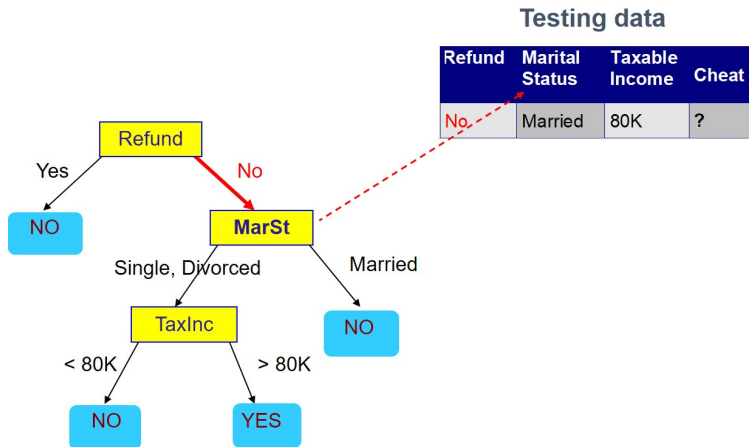 Testing data
Refund Marital Status Taxable Income Cheat
No Married 80K ?
Refund
Yes No
NO MarSt
Single, Divorced Married
TaxInc NO
< 80K > 80K
NO YES